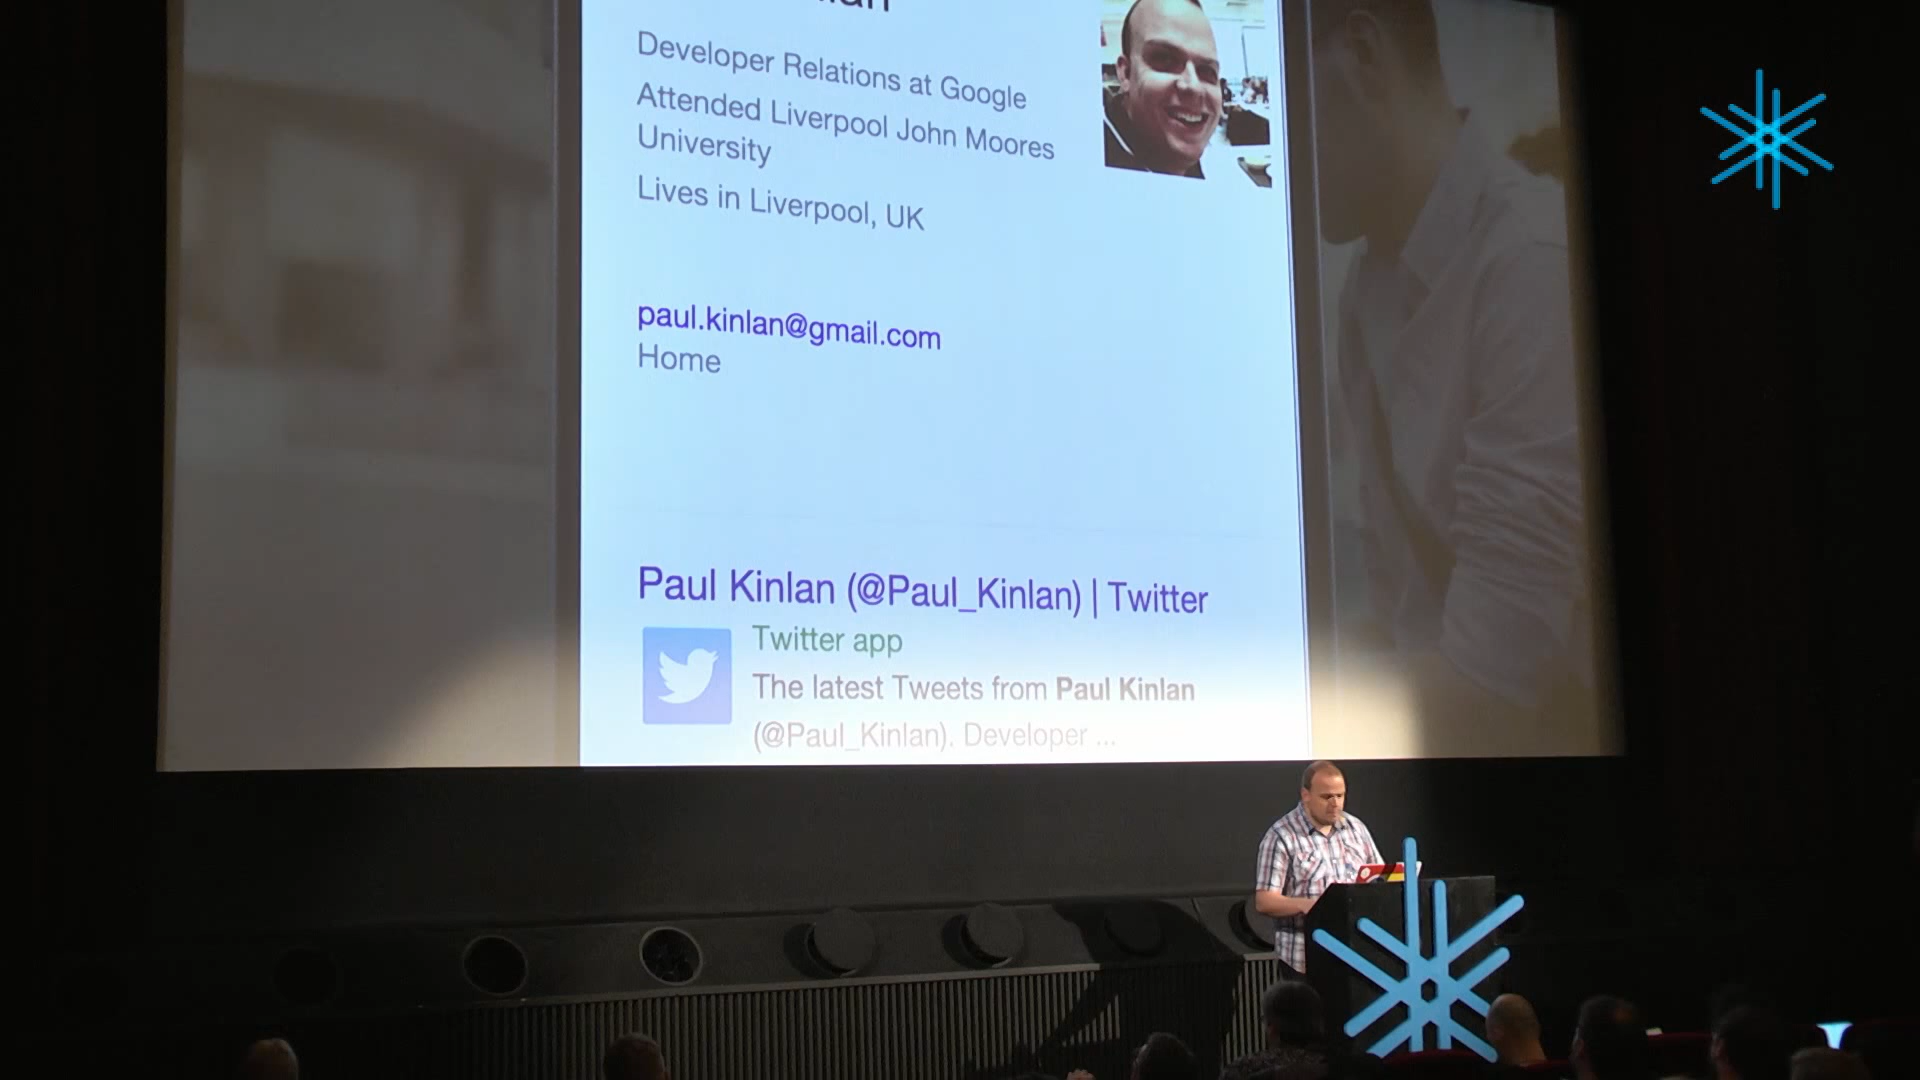 Developer Relations at Google
Attended Liverpool John Moores
University
Lives in Liverpool, UK
paul.kinlan@gmail.com
Home
Paul Kinlan (@Paul_Kinlan) | Twitter
Twitter app
The latest Tweets from Paul Kinlan
(@Paul_Kinlan). Developer ...